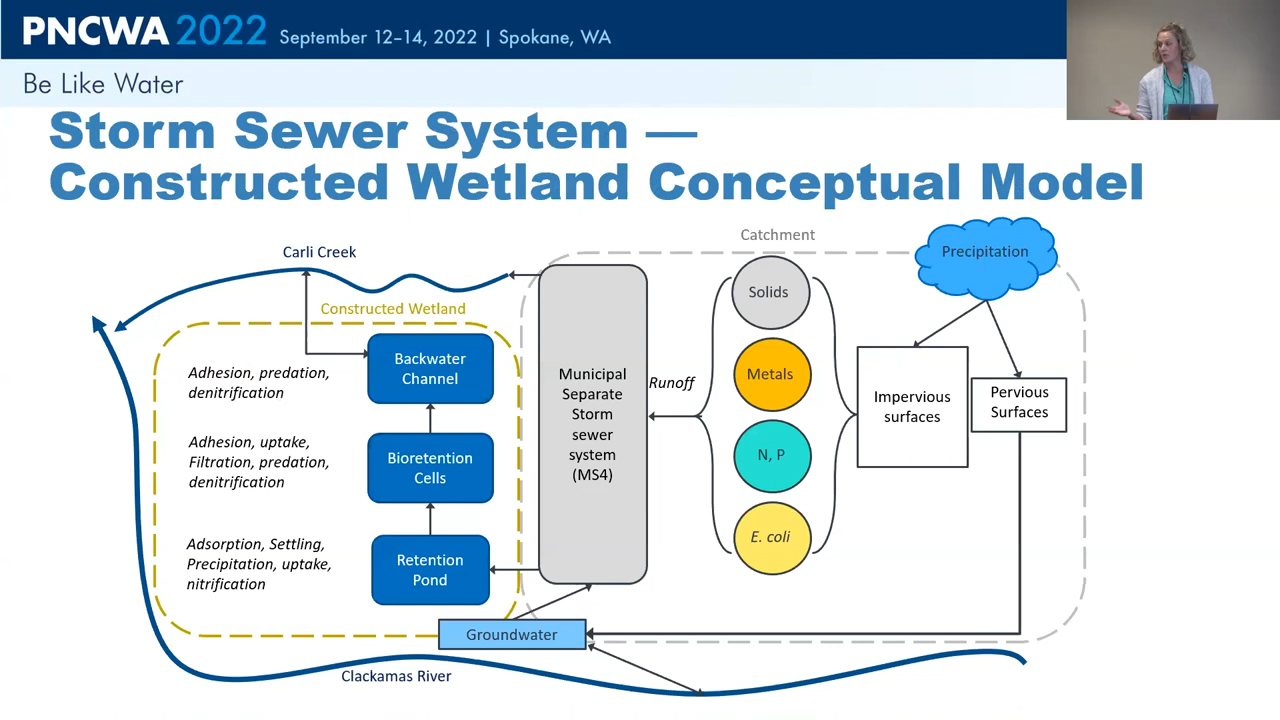 PNCWA 2022 September 12–14, 2022 | Spokane, WA
Be Like Water
Storm Sewer System —
Constructed Wetland Conceptual Model
Catchment
Precipitation
Carli Creek
Constructed Wetland
Solids
Metals
N, P
E. coli
Impervious
surfaces
Pervious
Surfaces
Runoff
Municipal
Separate
Storm
sewer
system
(MS4)
Backwater
Channel
Adhesion, predation,
denitrification
Bioretention
Cells
Adhesion, uptake,
Filtration, predation,
denitrification
Retention
Pond
Adsorption, Settling,
Precipitation, uptake,
nitrification
Groundwater
Clackamas River